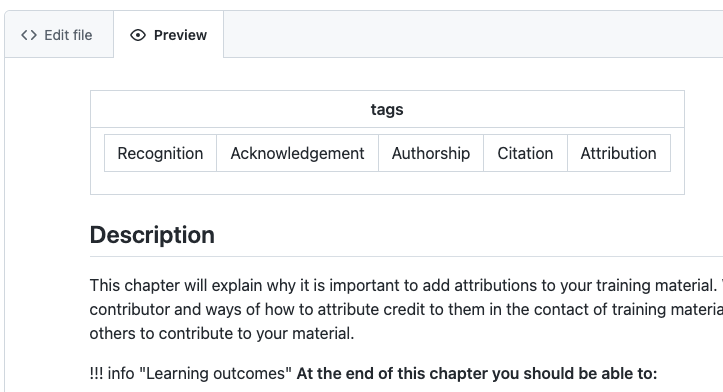 Edit file
Preview
tags
Recognition Acknowledgement Authorship Citation Attribution
Description
This chapter will explain why it is important to add attributions to your training material.
contributor and ways of how to attribute credit to them in the contact of training materia
others to contribute to your material.
!!! info "Learning outcomes" At the end of this chapter you should be able to: